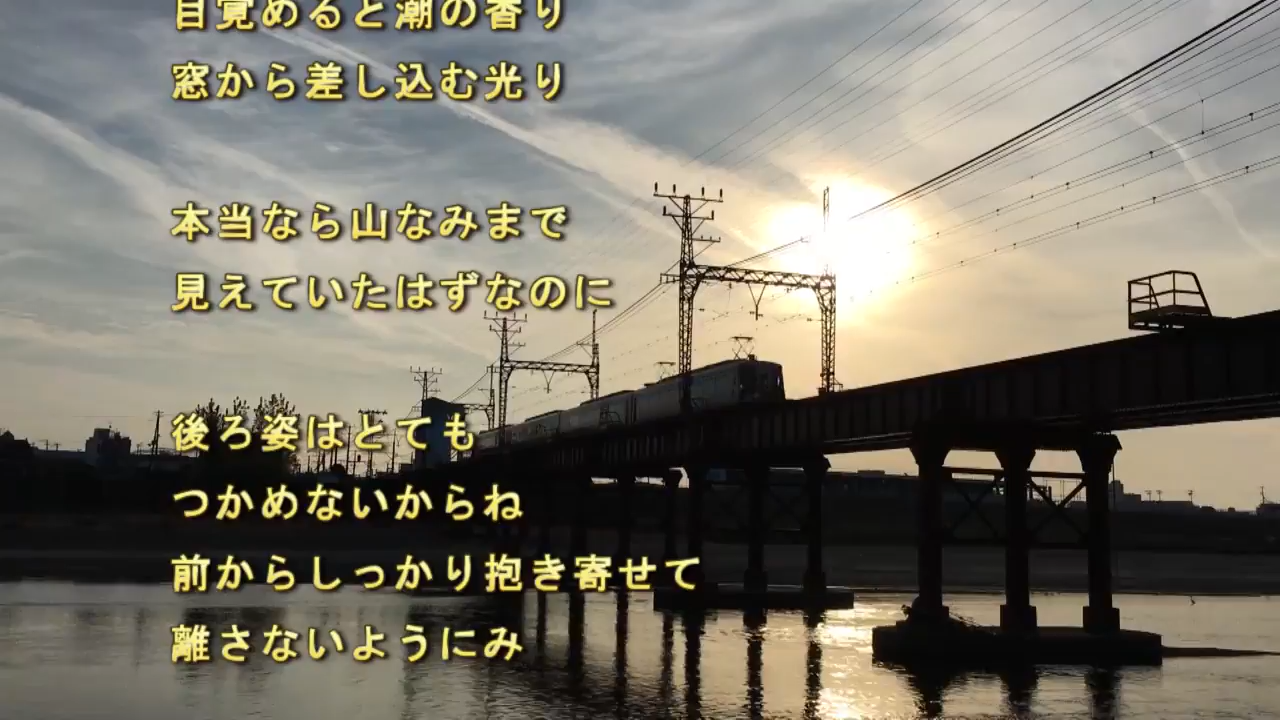 目覚めると潮の香り
窓から差し込む光り
本当なら山なみまで
見えていたはずなのに
後ろ姿はとても
つかめないからね
前からしっかり抱き寄せて
離さないようにみ